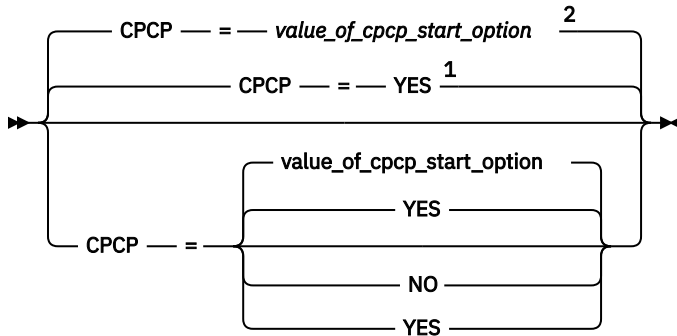 CPCP = value_of_cpcp_start_option 2
CPCP = YES 1
value_of_cpcp_start_option
YES
CPCP =
NO
YES